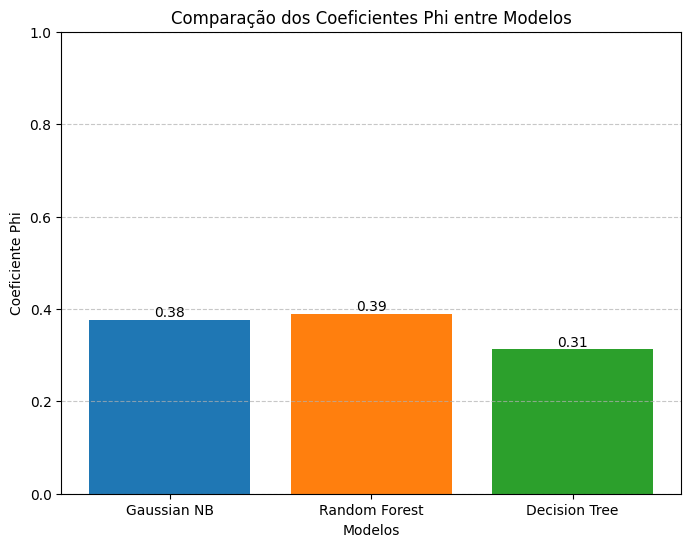 Comparação dos Coeficientes Phi entre Modelos
Coeficiente Phi
1.0
0.8
0.6
0.4
0.2
0.0
0.38
0.39
0.31
Gaussian NB
Random Forest
Decision Tree
Modelos